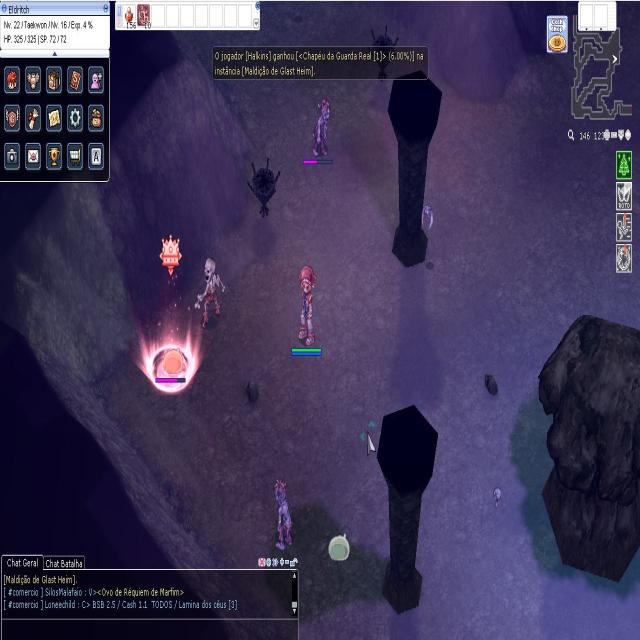 Eldritch
Nv. 22 / Taekwon / Nv. 16 / Exp. 4 %
HP. 325 / 325 | SP. 72 / 72
156
10
O jogador [Halkins] ganhou [<Chapéu da Guarda Real [1]> (6.00%)] na
instância [Maldição de Glast Heim].
146 123
ROTD
Chat Geral
Chat Batalha
[Maldição de Glast Heim].
[ #comercio ] SilosMalafaio : V><Ovo de Réquiem de Marfim>
[ #comercio ] Loneechild : C> BSB 2.5 / Cash 1.1 TODOS / Lamina dos céus [3]